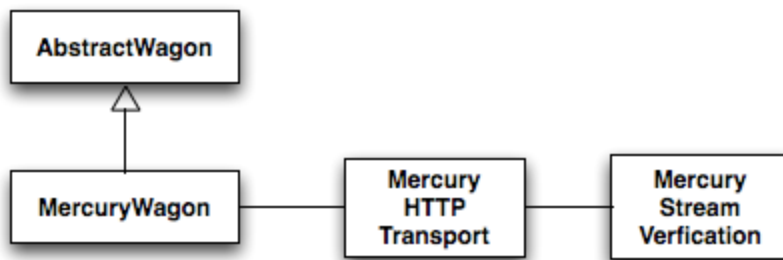 AbstractWagon
MercuryWagon
Mercury
HTTP
Transport
Mercury
Stream
Verfication